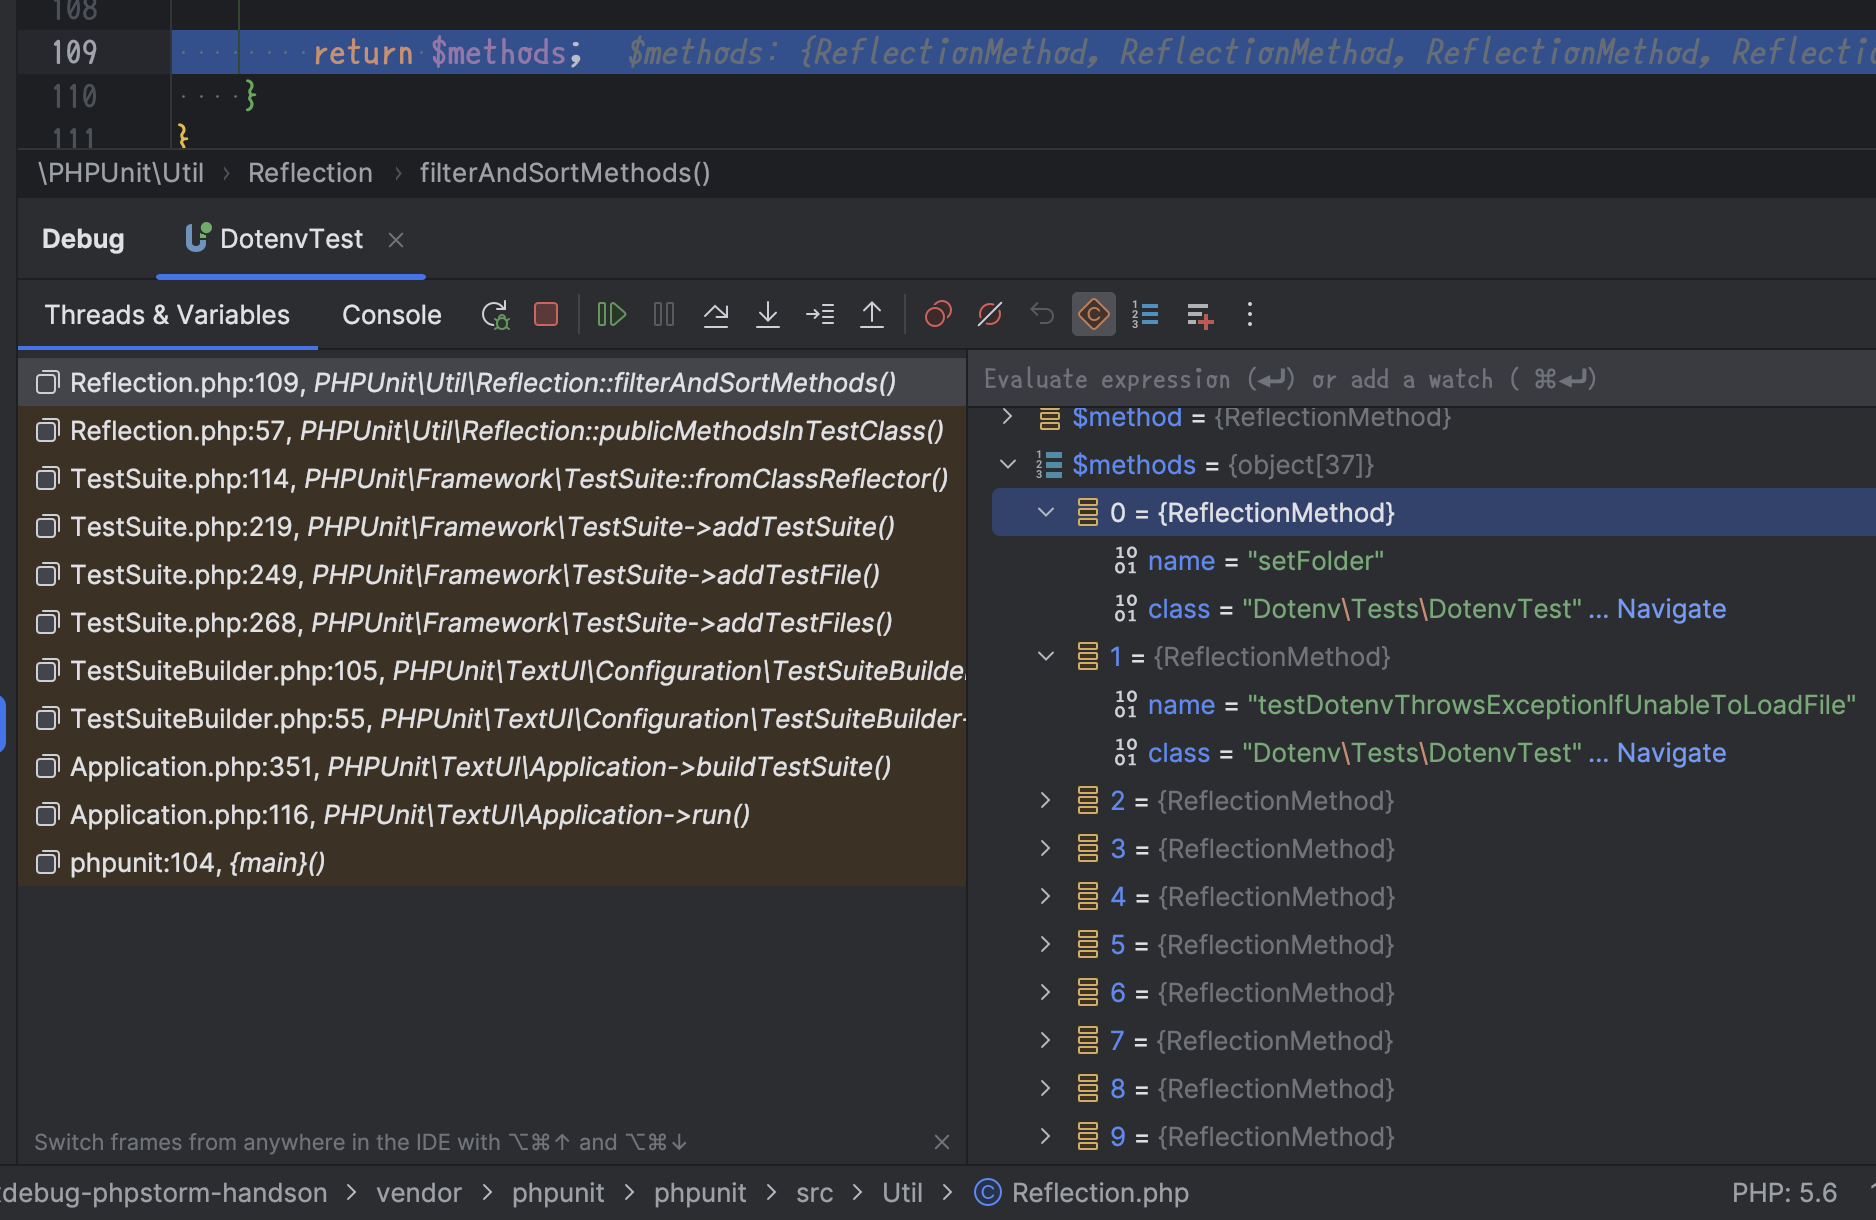 108
109 return $methods; $methods: {ReflectionMethod, ReflectionMethod, ReflectionMethod, Reflectio
110 }
111 }
\PHPUnit\Util › Reflection › filterAndSortMethods()
Debug DotenvTest
Threads & Variables Console
Reflection.php:109, PHPUnit\Util\Reflection::filterAndSortMethods()
Reflection.php:57, PHPUnit\Util\Reflection::publicMethodsInTestClass()
TestSuite.php:114, PHPUnit\Framework\TestSuite::fromClassReflector()
TestSuite.php:219, PHPUnit\Framework\TestSuite->addTestSuite()
TestSuite.php:249, PHPUnit\Framework\TestSuite->addTestFile()
TestSuite.php:268, PHPUnit\Framework\TestSuite->addTestFiles()
TestSuiteBuilder.php:105, PHPUnit\TextUI\Configuration\TestSuiteBuilde
TestSuiteBuilder.php:55, PHPUnit\TextUI\Configuration\TestSuiteBuilder-
Application.php:351, PHPUnit\TextUI\Application->buildTestSuite()
Application.php:116, PHPUnit\TextUI\Application->run()
phpunit:104, {main}()
Switch frames from anywhere in the IDE with ⌥⌘↑ and ⌥⌘↓
Evaluate expression (↵) or add a watch ( ⌘↵)
$method = {ReflectionMethod}
$methods = {object[37]}
0 = {ReflectionMethod}
name = "setFolder"
class = "Dotenv\Tests\DotenvTest" ... Navigate
1 = {ReflectionMethod}
name = "testDotenvThrowsExceptionIfUnableToLoadFile"
class = "Dotenv\Tests\DotenvTest" ... Navigate
2 = {ReflectionMethod}
3 = {ReflectionMethod}
4 = {ReflectionMethod}
5 = {ReflectionMethod}
6 = {ReflectionMethod}
7 = {ReflectionMethod}
8 = {ReflectionMethod}
9 = {ReflectionMethod}
debug-phpstorm-handson › vendor › phpunit › phpunit › src › Util › Reflection.php PHP: 5.6